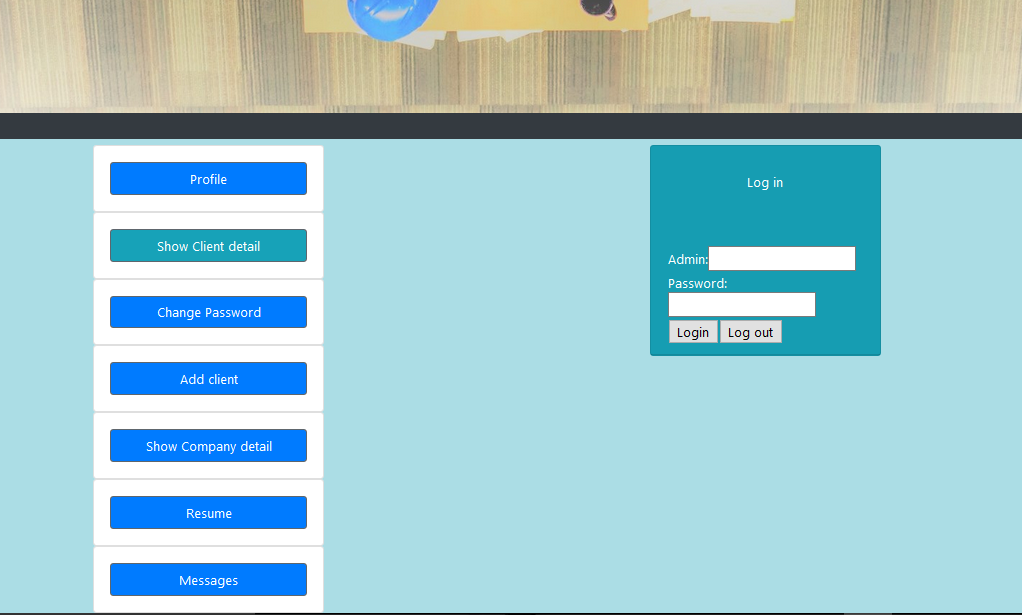 Profile
Show Client detail
Change Password
Add client
Show Company detail
Resume
Messages
Log in
Admin:
Password:
Login Log out